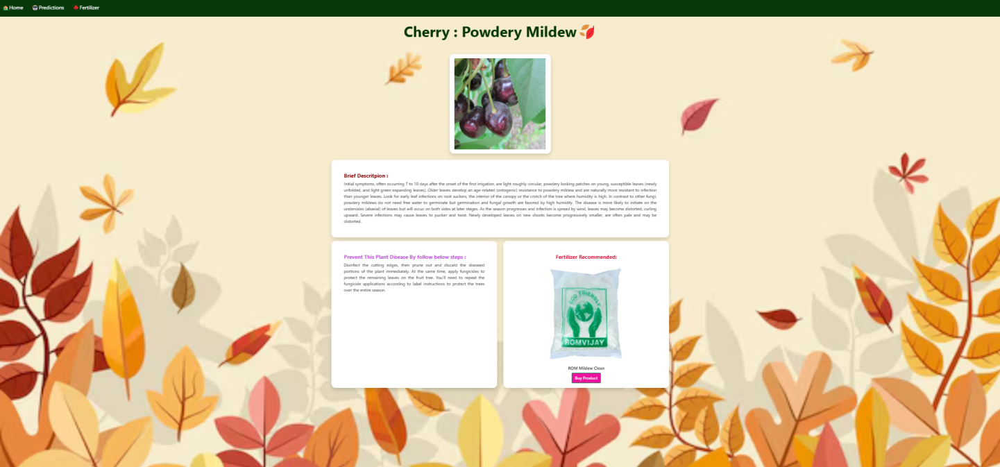 Home Predictions Fertilizer
Cherry : Powdery Mildew
Brief Descritpion :
Initial symptoms, often occurring 7 to 10 days after the onset of the first irrigation, are light roughly-circular, powdery looking patches on young, susceptible leaves (newly
unfolded, and light green expanding leaves). Older leaves develop an age-related (ontogenic) resistance to powdery mildew and are naturally more resistant to infection
than younger leaves. Look for early leaf infections on root suckers, the interior of the canopy or the crotch of the tree where humidity is high. In contrast to other fungi,
powdery mildews do not need free water to germinate but germination and fungal growth are favored by high humidity. The disease is more likely to initiate on the
undersides (abaxial) of leaves but will occur on both sides at later stages. As the season progresses and infection is spread by wind, leaves may become distorted, curling
upward. Severe infections may cause leaves to pucker and twist. Newly developed leaves on new shoots become progressively smaller, are often pale and may be
distorted.
Prevent This Plant Disease By follow below steps :
Disinfect the cutting edges, then prune out and discard the diseased
portions of the plant immediately. At the same time, apply fungicides to
protect the remaining leaves on the fruit tree. You'll need to repeat the
fungicide applications according to label instructions to protect the trees
over the entire season.
Fertilizer Recommended:
ECO FRIENDLY
ROMVIJAY
ROM Mildew Clean
Buy Product